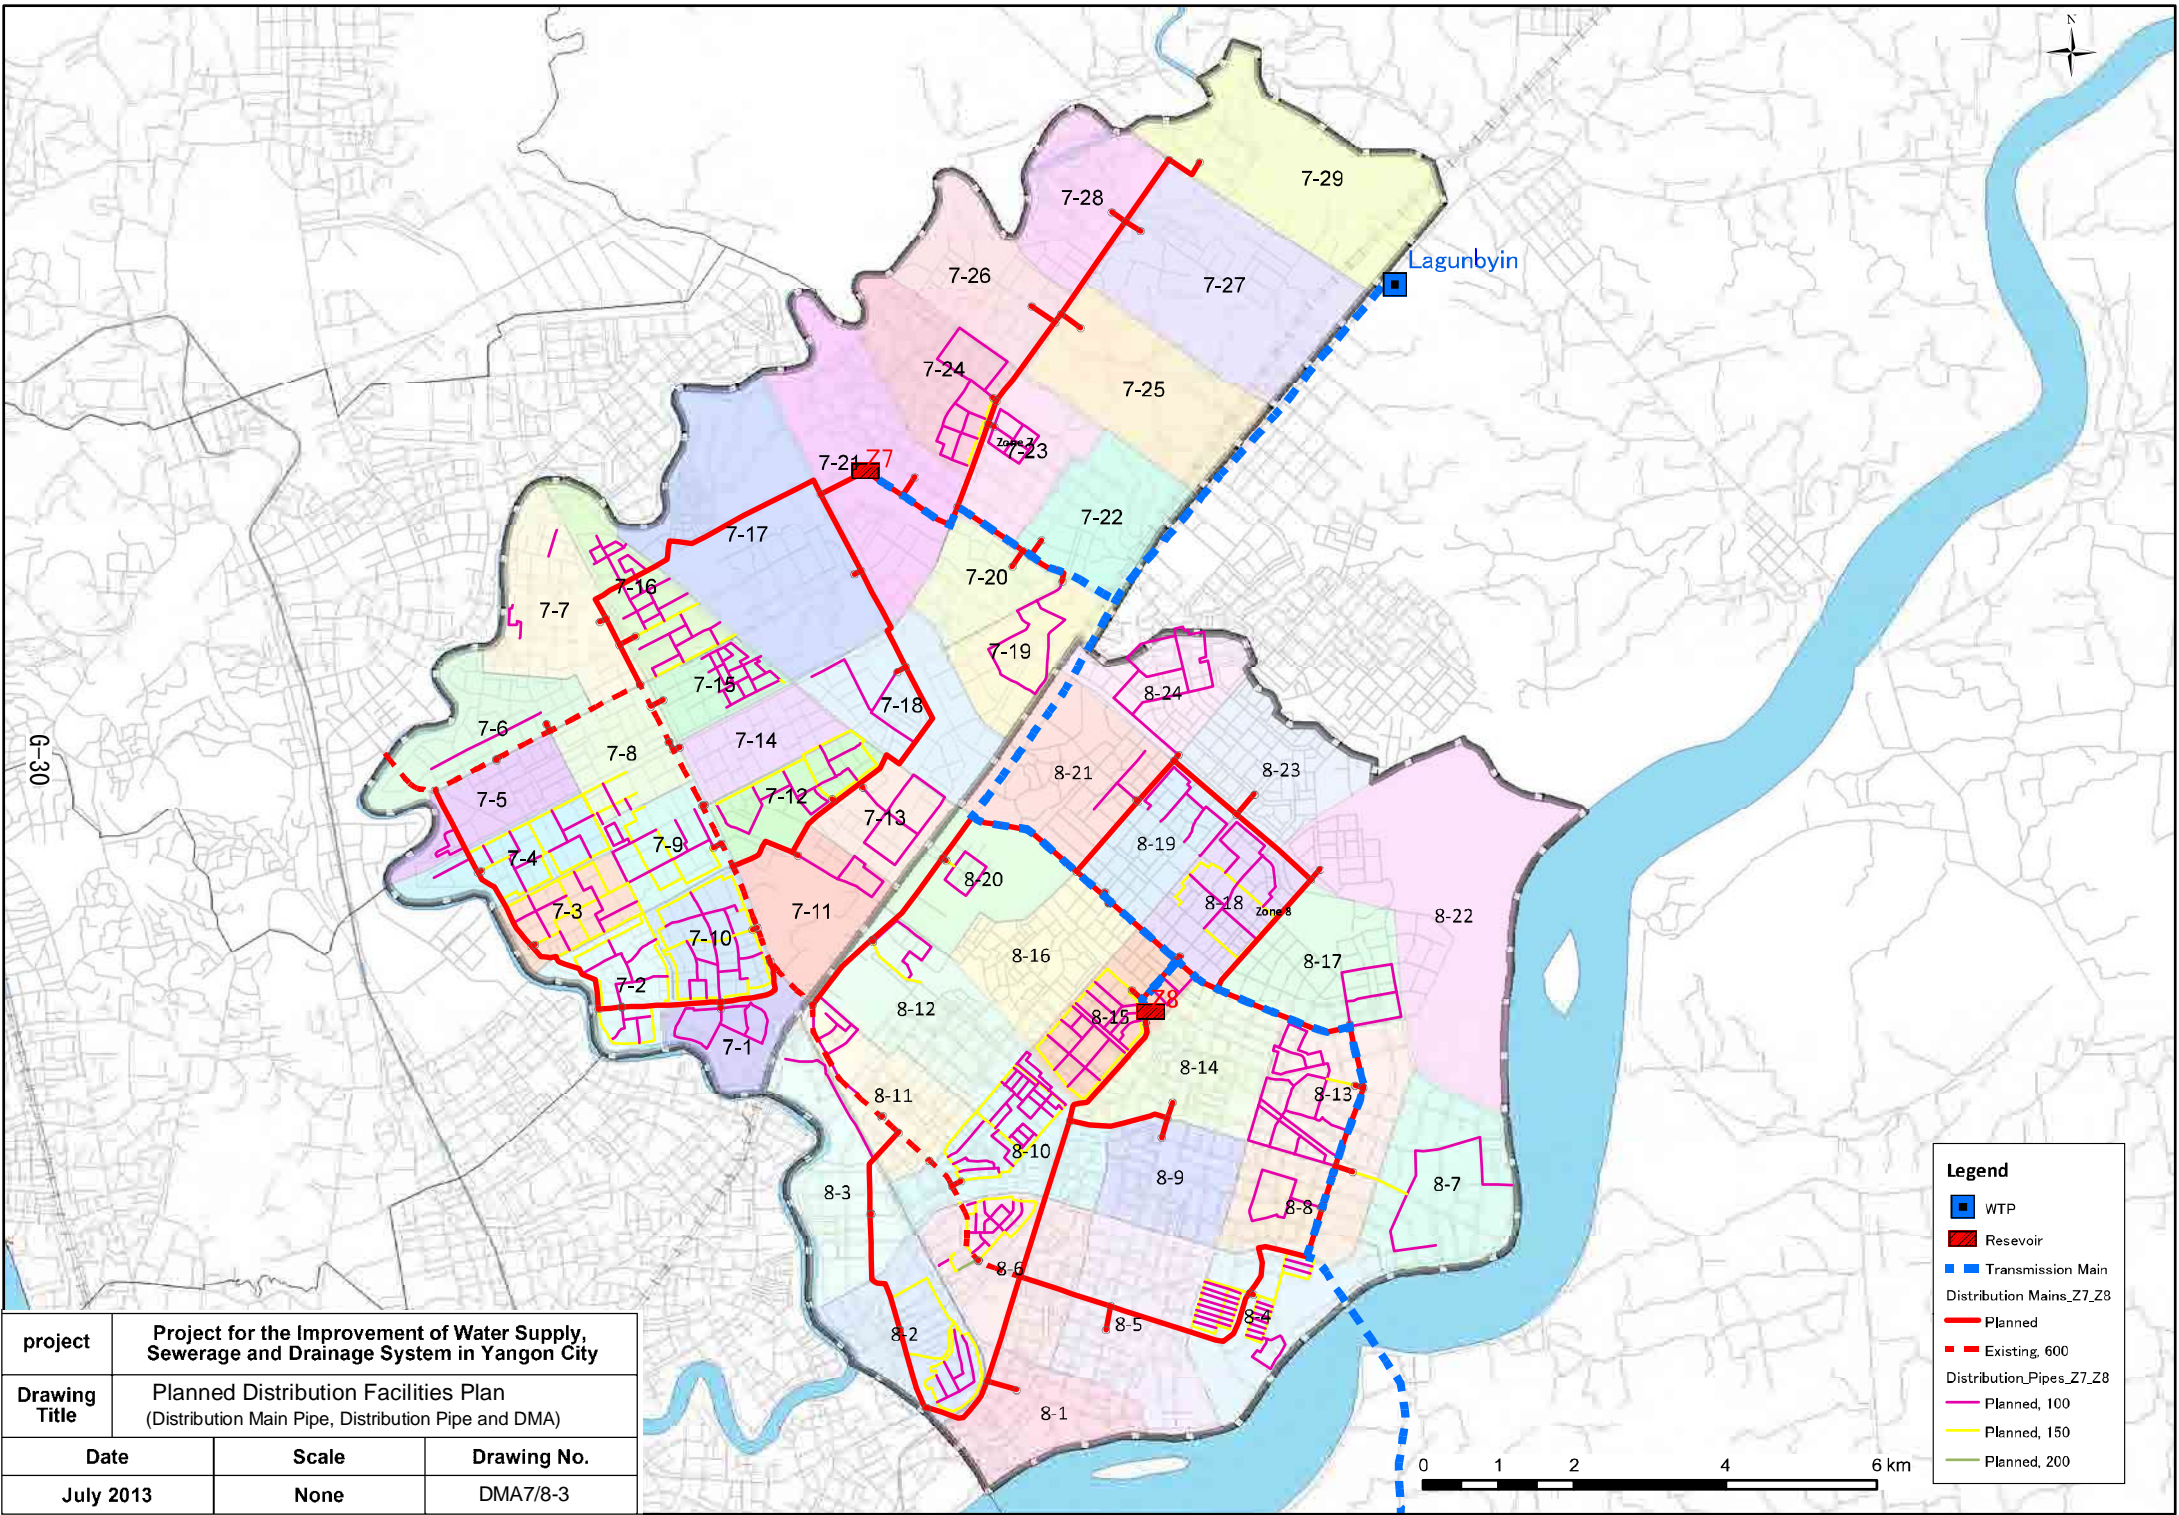 N
7-29
7-28
Lagunbyin
7-26
7-27
7-24
7-25
Zone 7
7-23
7-21
Z7
7-22
7-17
7-20
7-16
7-7
7-19
7-15
8-24
7-18
7-6
7-14
7-8
G-30
8-21
8-23
7-5
7-12
7-13
7-9
8-19
7-4
8-20
7-3
7-11
8-18
Zone 8
8-22
7-10
8-16
8-17
7-2
Z8
8-12
8-15
7-1
8-14
8-11
8-13
8-10
8-9
8-3
8-7
8-8
8-6
8-4
8-5
8-2
8-1
Legend
WTP
Resevoir
Transmission Main
Distribution Mains_Z7_Z8
Planned
Existing, 600
Distribution_Pipes_Z7_Z8
Planned, 100
Planned, 150
Planned, 200
0 1 2 4 6 km
project
Project for the Improvement of Water Supply,
Sewerage and Drainage System in Yangon City
Drawing
Title
Planned Distribution Facilities Plan
(Distribution Main Pipe, Distribution Pipe and DMA)
Date Scale Drawing No.
July 2013 None DMA7/8-3